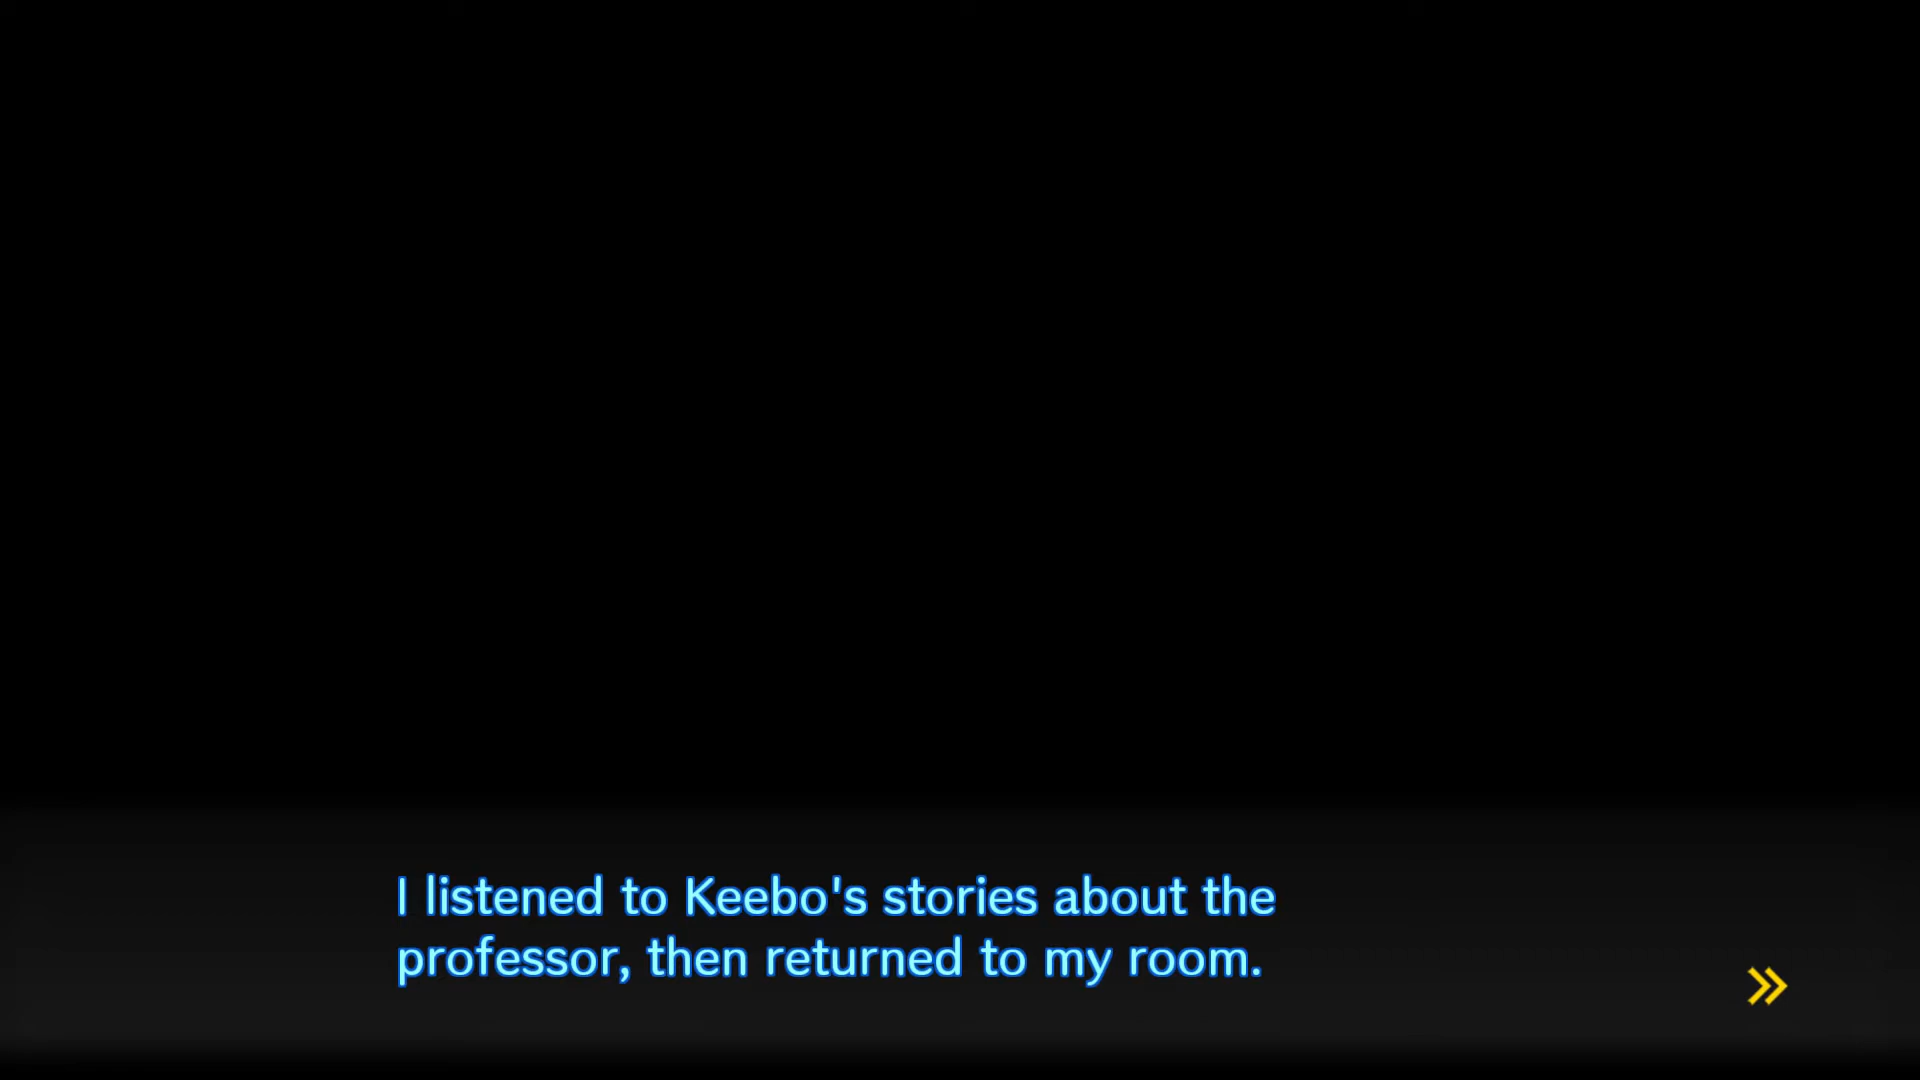 I listened to Keebo's stories about the
professor, then returned to my room.